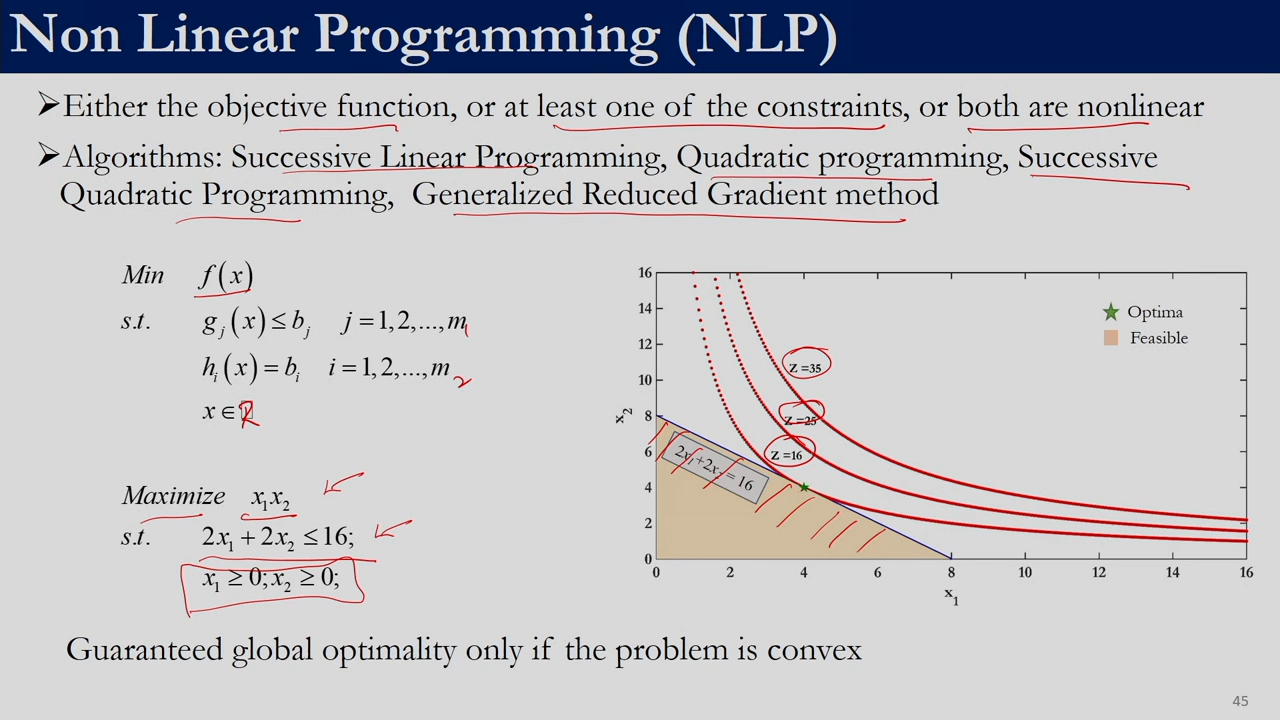 Non Linear Programming (NLP)
➤Either the objective function, or at least one of the constraints, or both are nonlinear
➤Algorithms: Successive Linear Programming, Quadratic programming, Successive
Quadratic Programming, Generalized Reduced Gradient method
Min f(x)
s.t. g_j(x) ≤ b_j j = 1,2,...,m_1
h_i(x) = b_i i = 1,2,...,m_2
x ∈ R
Maximize x₁x₂
s.t. 2x₁ + 2x₂ ≤ 16;
x₁ ≥ 0; x₂ ≥ 0;
16
14
12
10
8
6
4
2
0
x₂
Optima
Feasible
Z =35
Z =25
Z =16
2x₁+2x₂ = 16
0 2 4 6 8 10 12 14 16
x₁
Guaranteed global optimality only if the problem is convex
45